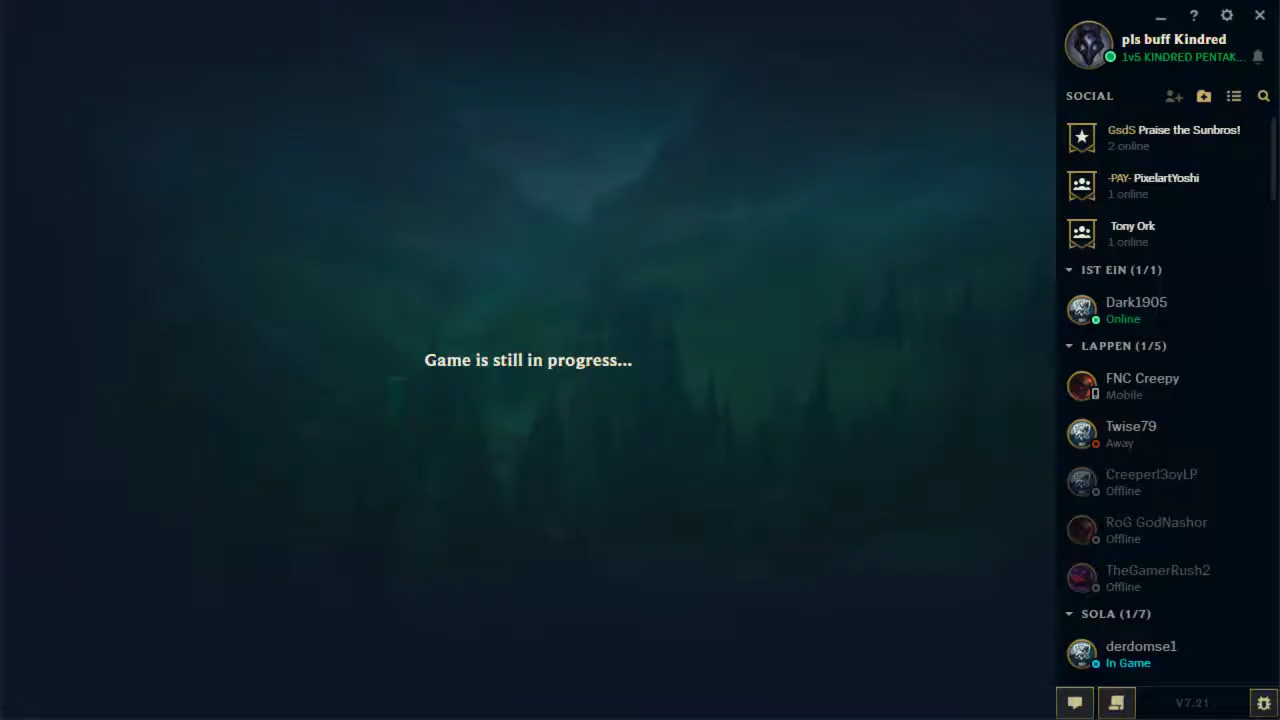 ?
pls buff Kindred
1v5 KINDRED PENTAK...
SOCIAL
GsdS Praise the Sunbros!
2 online
-PAY- PixelartYoshi
1 online
Tony Ork
1 online
IST EIN (1/1)
Dark1905
Online
LAPPEN (1/5)
Game is still in progress...
FNC Creepy
Mobile
Twise79
Away
CreeperI3oyLP
Offline
RoG GodNashor
Offline
TheGamerRush2
Offline
SOLA (1/7)
derdomse1
In Game
V7.21